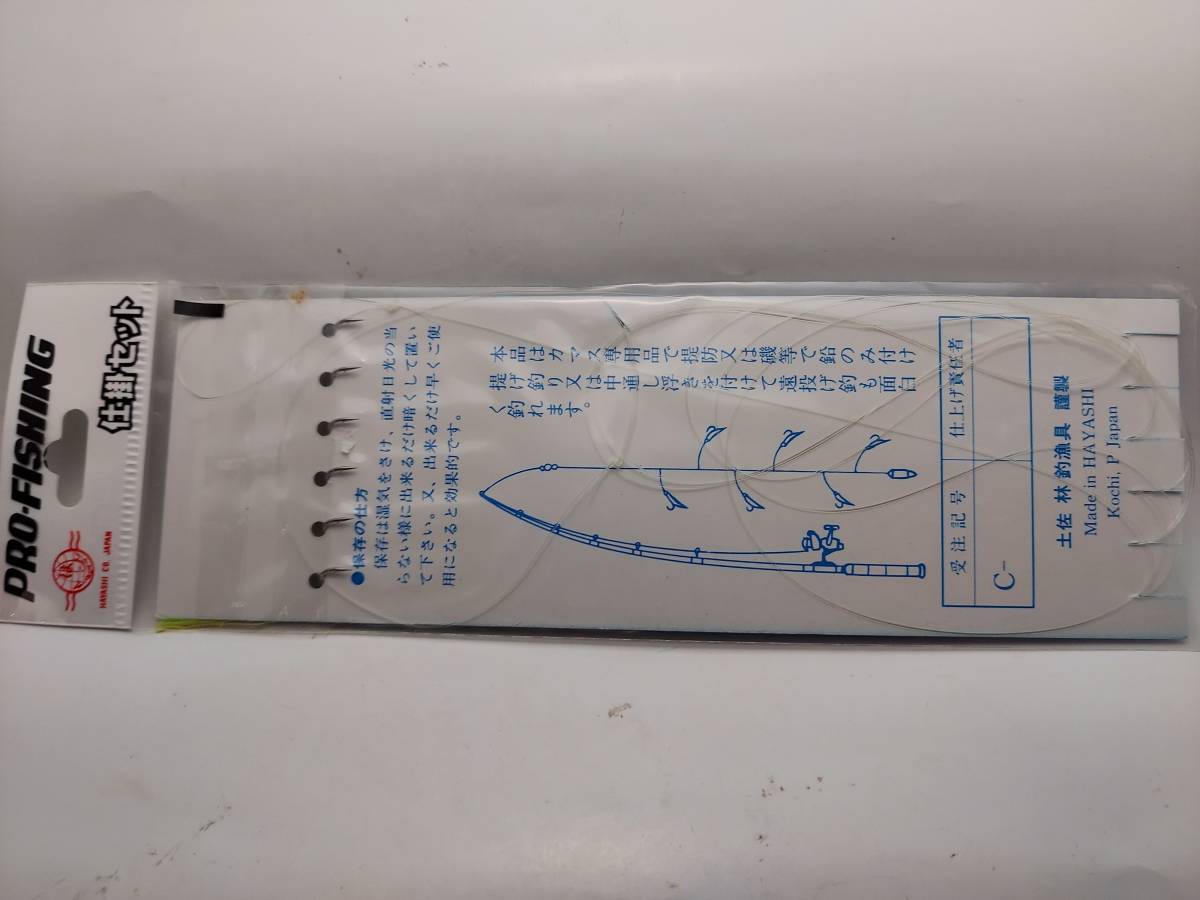 PRO-FISHING
仕掛セット
HAYASHI CO. JAPAN
●保存の仕方
保存は湿気をさけ、直射日光の当
らない様に出来るだけ暗くして置い
て下さい。又、出来るだけ早くご使
用になると効果的です。
本品はカマス専用品で堤防又は磯等で鉛のみ付け
提げ釣り又は中通し浮きを付けて遠投げ釣も面白
く釣れます。
受注記号
仕上げ責任者
C-
土佐 林 釣漁具 謹製
Made in HAYASHI
Kochi, P Japan